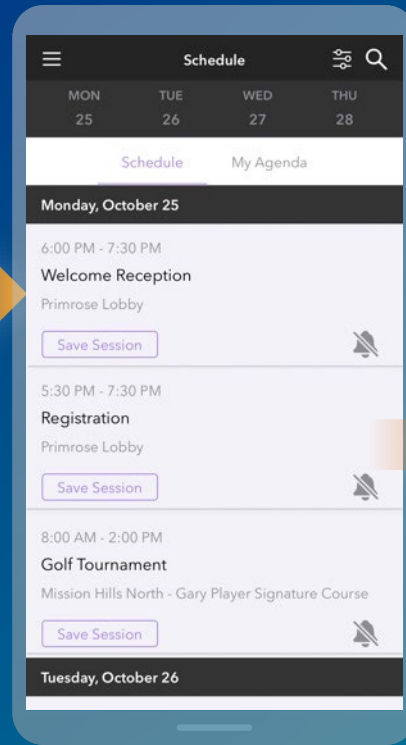 Schedule
MON TUE WED THU
25 26 27 28
Schedule My Agenda
Monday, October 25
6:00 PM - 7:30 PM
Welcome Reception
Primrose Lobby
Save Session
5:30 PM - 7:30 PM
Registration
Primrose Lobby
Save Session
8:00 AM - 2:00 PM
Golf Tournament
Mission Hills North - Gary Player Signature Course
Save Session
Tuesday, October 26